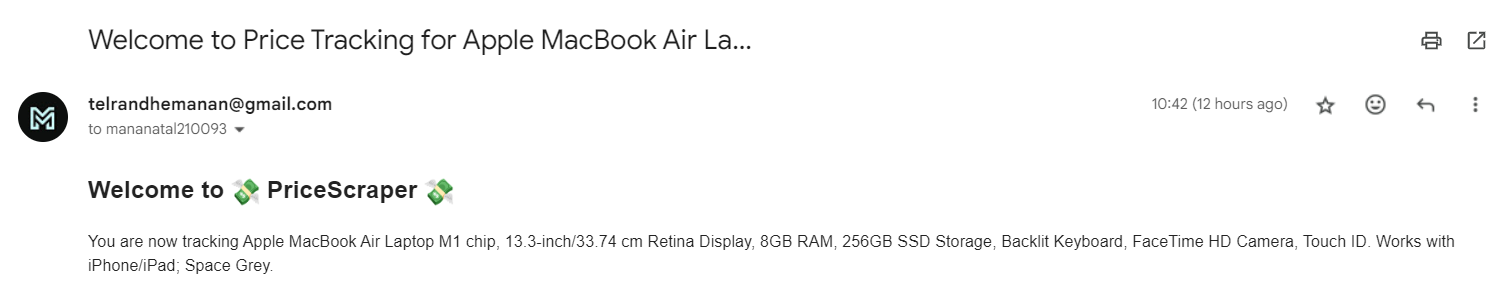 Welcome to Price Tracking for Apple MacBook Air La...
telrandhemanan@gmail.com
10:42 (12 hours ago)
to mananatal210093
Welcome to 💸 PriceScraper 💸
You are now tracking Apple MacBook Air Laptop M1 chip, 13.3-inch/33.74 cm Retina Display, 8GB RAM, 256GB SSD Storage, Backlit Keyboard, FaceTime HD Camera, Touch ID. Works with
iPhone/iPad; Space Grey.